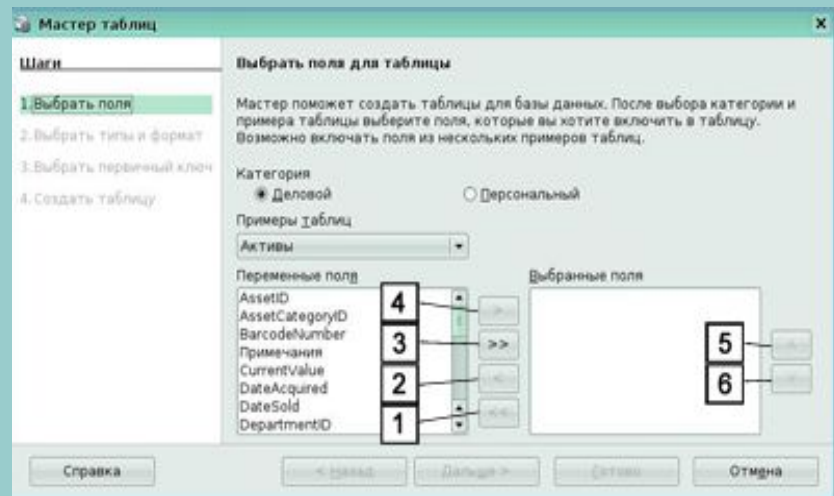 Мастер таблиц
Шаги
1. Выбрать поля
2. Выбрать типы и формат
3. Выбрать первичный ключ
4. Создать таблицу
Выбрать поля для таблицы
Мастер поможет создать таблицы для базы данных. После выбора категории и
примера таблицы выберите поля, которые вы хотите включить в таблицу.
Возможно включать поля из нескольких примеров таблиц.
Категория
Деловой
Персональный
Примеры таблиц
Активы
Переменные поля
Выбранные поля
AssetID
AssetCategoryID
BarcodeNumber
Примечания
CurrentValue
DateAcquired
DateSold
DepartmentID
4
>
3
>>
2
<
1
<<
5
6
Справка
< Назад
Дальше >
Готово
Отмена